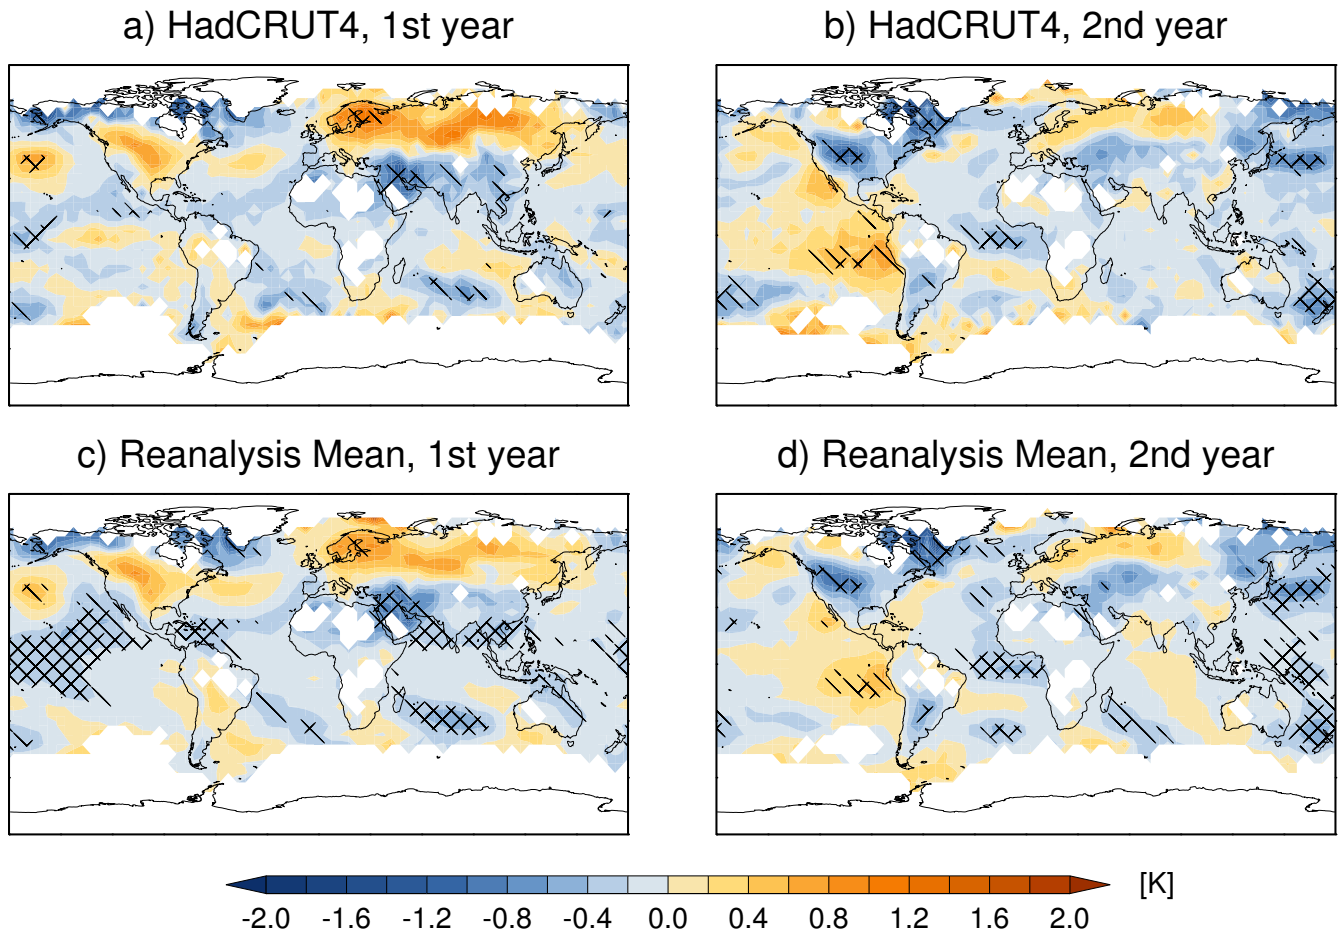 a) HadCRUT4, 1st year
b) HadCRUT4, 2nd year
c) Reanalysis Mean, 1st year
d) Reanalysis Mean, 2nd year
[K]
-2.0 -1.6 -1.2 -0.8 -0.4 0.0 0.4 0.8 1.2 1.6 2.0